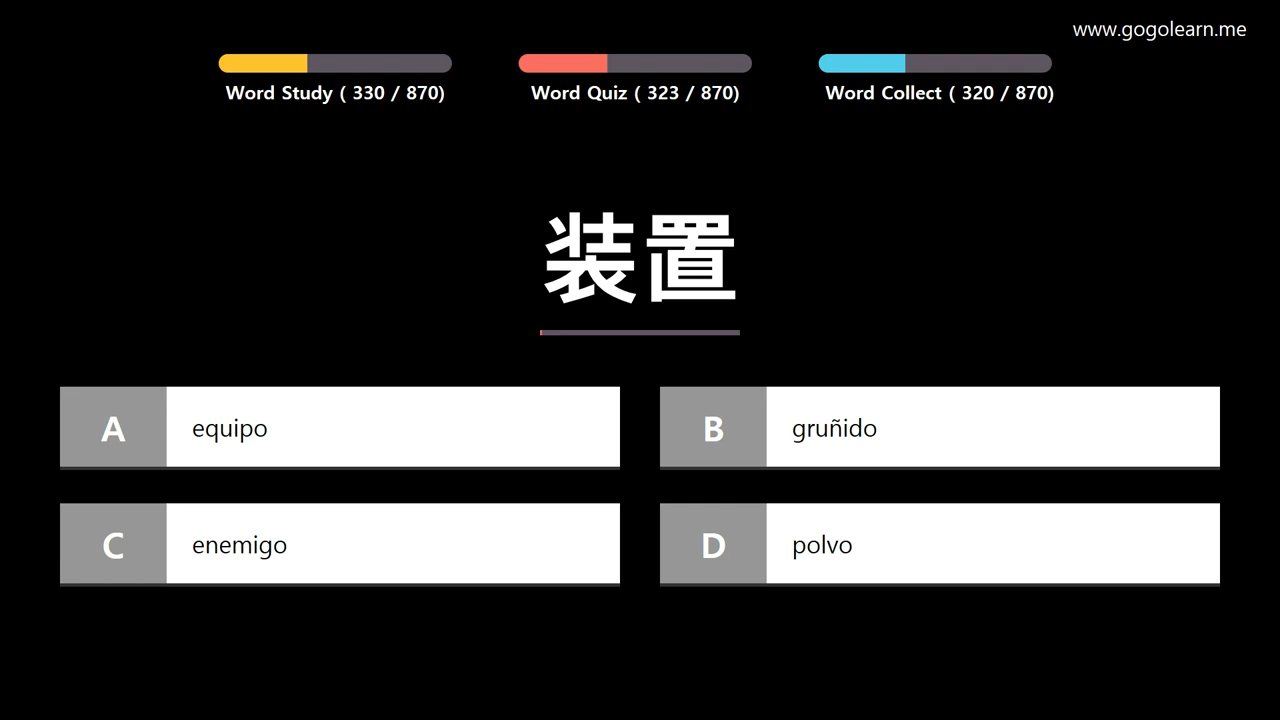 www.gogolearn.me
Word Study ( 330 / 870)
Word Quiz ( 323 / 870)
Word Collect ( 320 / 870)
装置
A equipo
B gruñido
C enemigo
D polvo